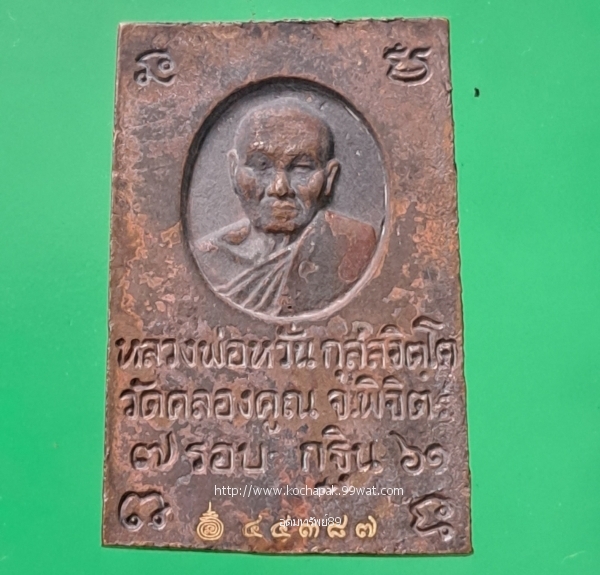 หลวงพ่อหวั่น กุสลจิตฺโต
วัดคลองคูณ จ.พิจิตร
๗ รอบ กฐิน ๖๑
http://www.kochapak.99wat.com
๕๔๓๘๗